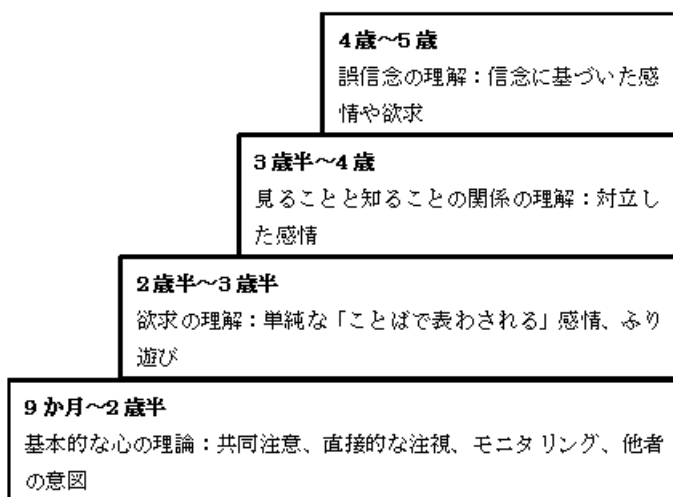 4歳～5歳
誤信念の理解：信念に基づいた感
情や欲求
3歳半～4歳
見ることと知ることの関係の理解：対立し
た感情
2歳半～3歳半
欲求の理解：単純な「ことばで表わされる」感情、ふり
遊び
9か月～2歳半
基本的な心の理論：共同注意、直接的な注視、モニタリング、他者
の意図